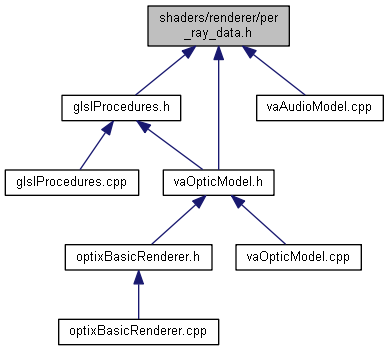 shaders/renderer/per
_ray_data.h
glslProcedures.h
vaAudioModel.cpp
glslProcedures.cpp
vaOpticModel.h
optixBasicRenderer.h
vaOpticModel.cpp
optixBasicRenderer.cpp